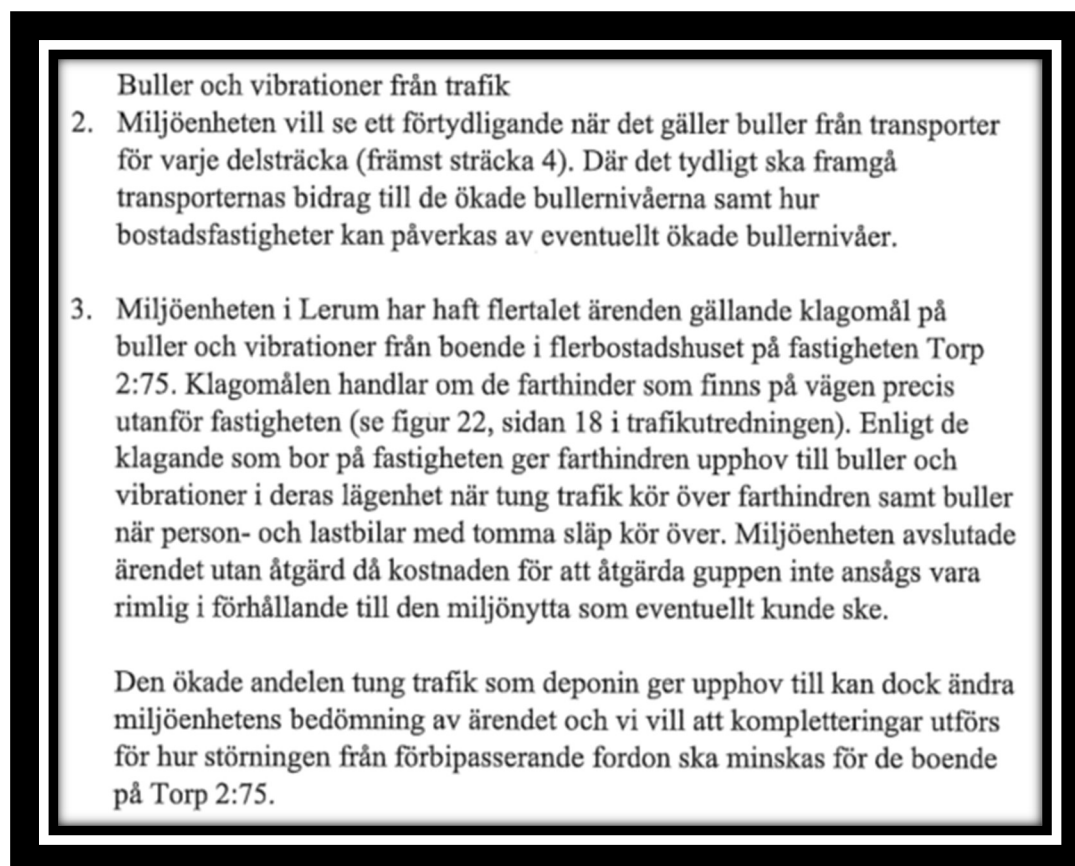 Buller och vibrationer från trafik
2. Miljöenheten vill se ett förtydligande när det gäller buller från transporter
för varje delsträcka (främst sträcka 4). Där det tydligt ska framgå
transporternas bidrag till de ökade bullernivåerna samt hur
bostadsfastigheter kan påverkas av eventuellt ökade bullernivåer.
3. Miljöenheten i Lerum har haft flertalet ärenden gällande klagomål på
buller och vibrationer från boende i flerbostadshuset på fastigheten Torp
2:75. Klagomålen handlar om de farthinder som finns på vägen precis
utanför fastigheten (se figur 22, sidan 18 i trafikutredningen). Enligt de
klagande som bor på fastigheten ger farthindren upphov till buller och
vibrationer i deras lägenhet när tung trafik kör över farthindren samt buller
när person- och lastbilar med tomma släp kör över. Miljöenheten avslutade
ärendet utan åtgärd då kostnaden för att åtgärda guppen inte ansågs vara
rimlig i förhållande till den miljönytta som eventuellt kunde ske.
Den ökade andelen tung trafik som deponin ger upphov till kan dock ändra
miljöenhetens bedömning av ärendet och vi vill att kompletteringar utförs
för hur störningen från förbipasserande fordon ska minskas för de boende
på Torp 2:75.